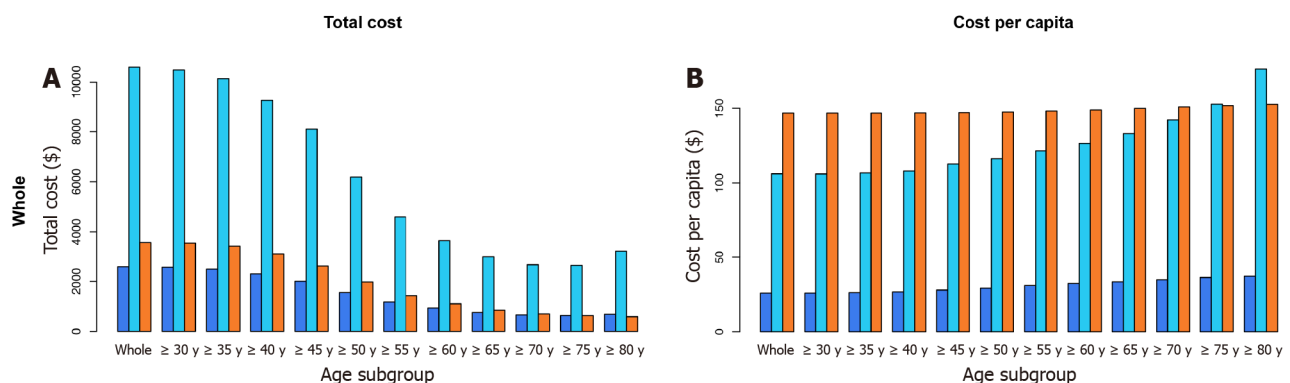 Total cost
Cost per capita
A
B
Whole
Total cost ($)
0
2000
4000
6000
8000
10000
Whole ≥ 30 y ≥ 35 y ≥ 40 y ≥ 45 y ≥ 50 y ≥ 55 y ≥ 60 y ≥ 65 y ≥ 70 y ≥ 75 y ≥ 80 y
Age subgroup
Cost per capita ($)
0
50
100
150
Whole ≥ 30 y ≥ 35 y ≥ 40 y ≥ 45 y ≥ 50 y ≥ 55 y ≥ 60 y ≥ 65 y ≥ 70 y ≥ 75 y ≥ 80 y
Age subgroup